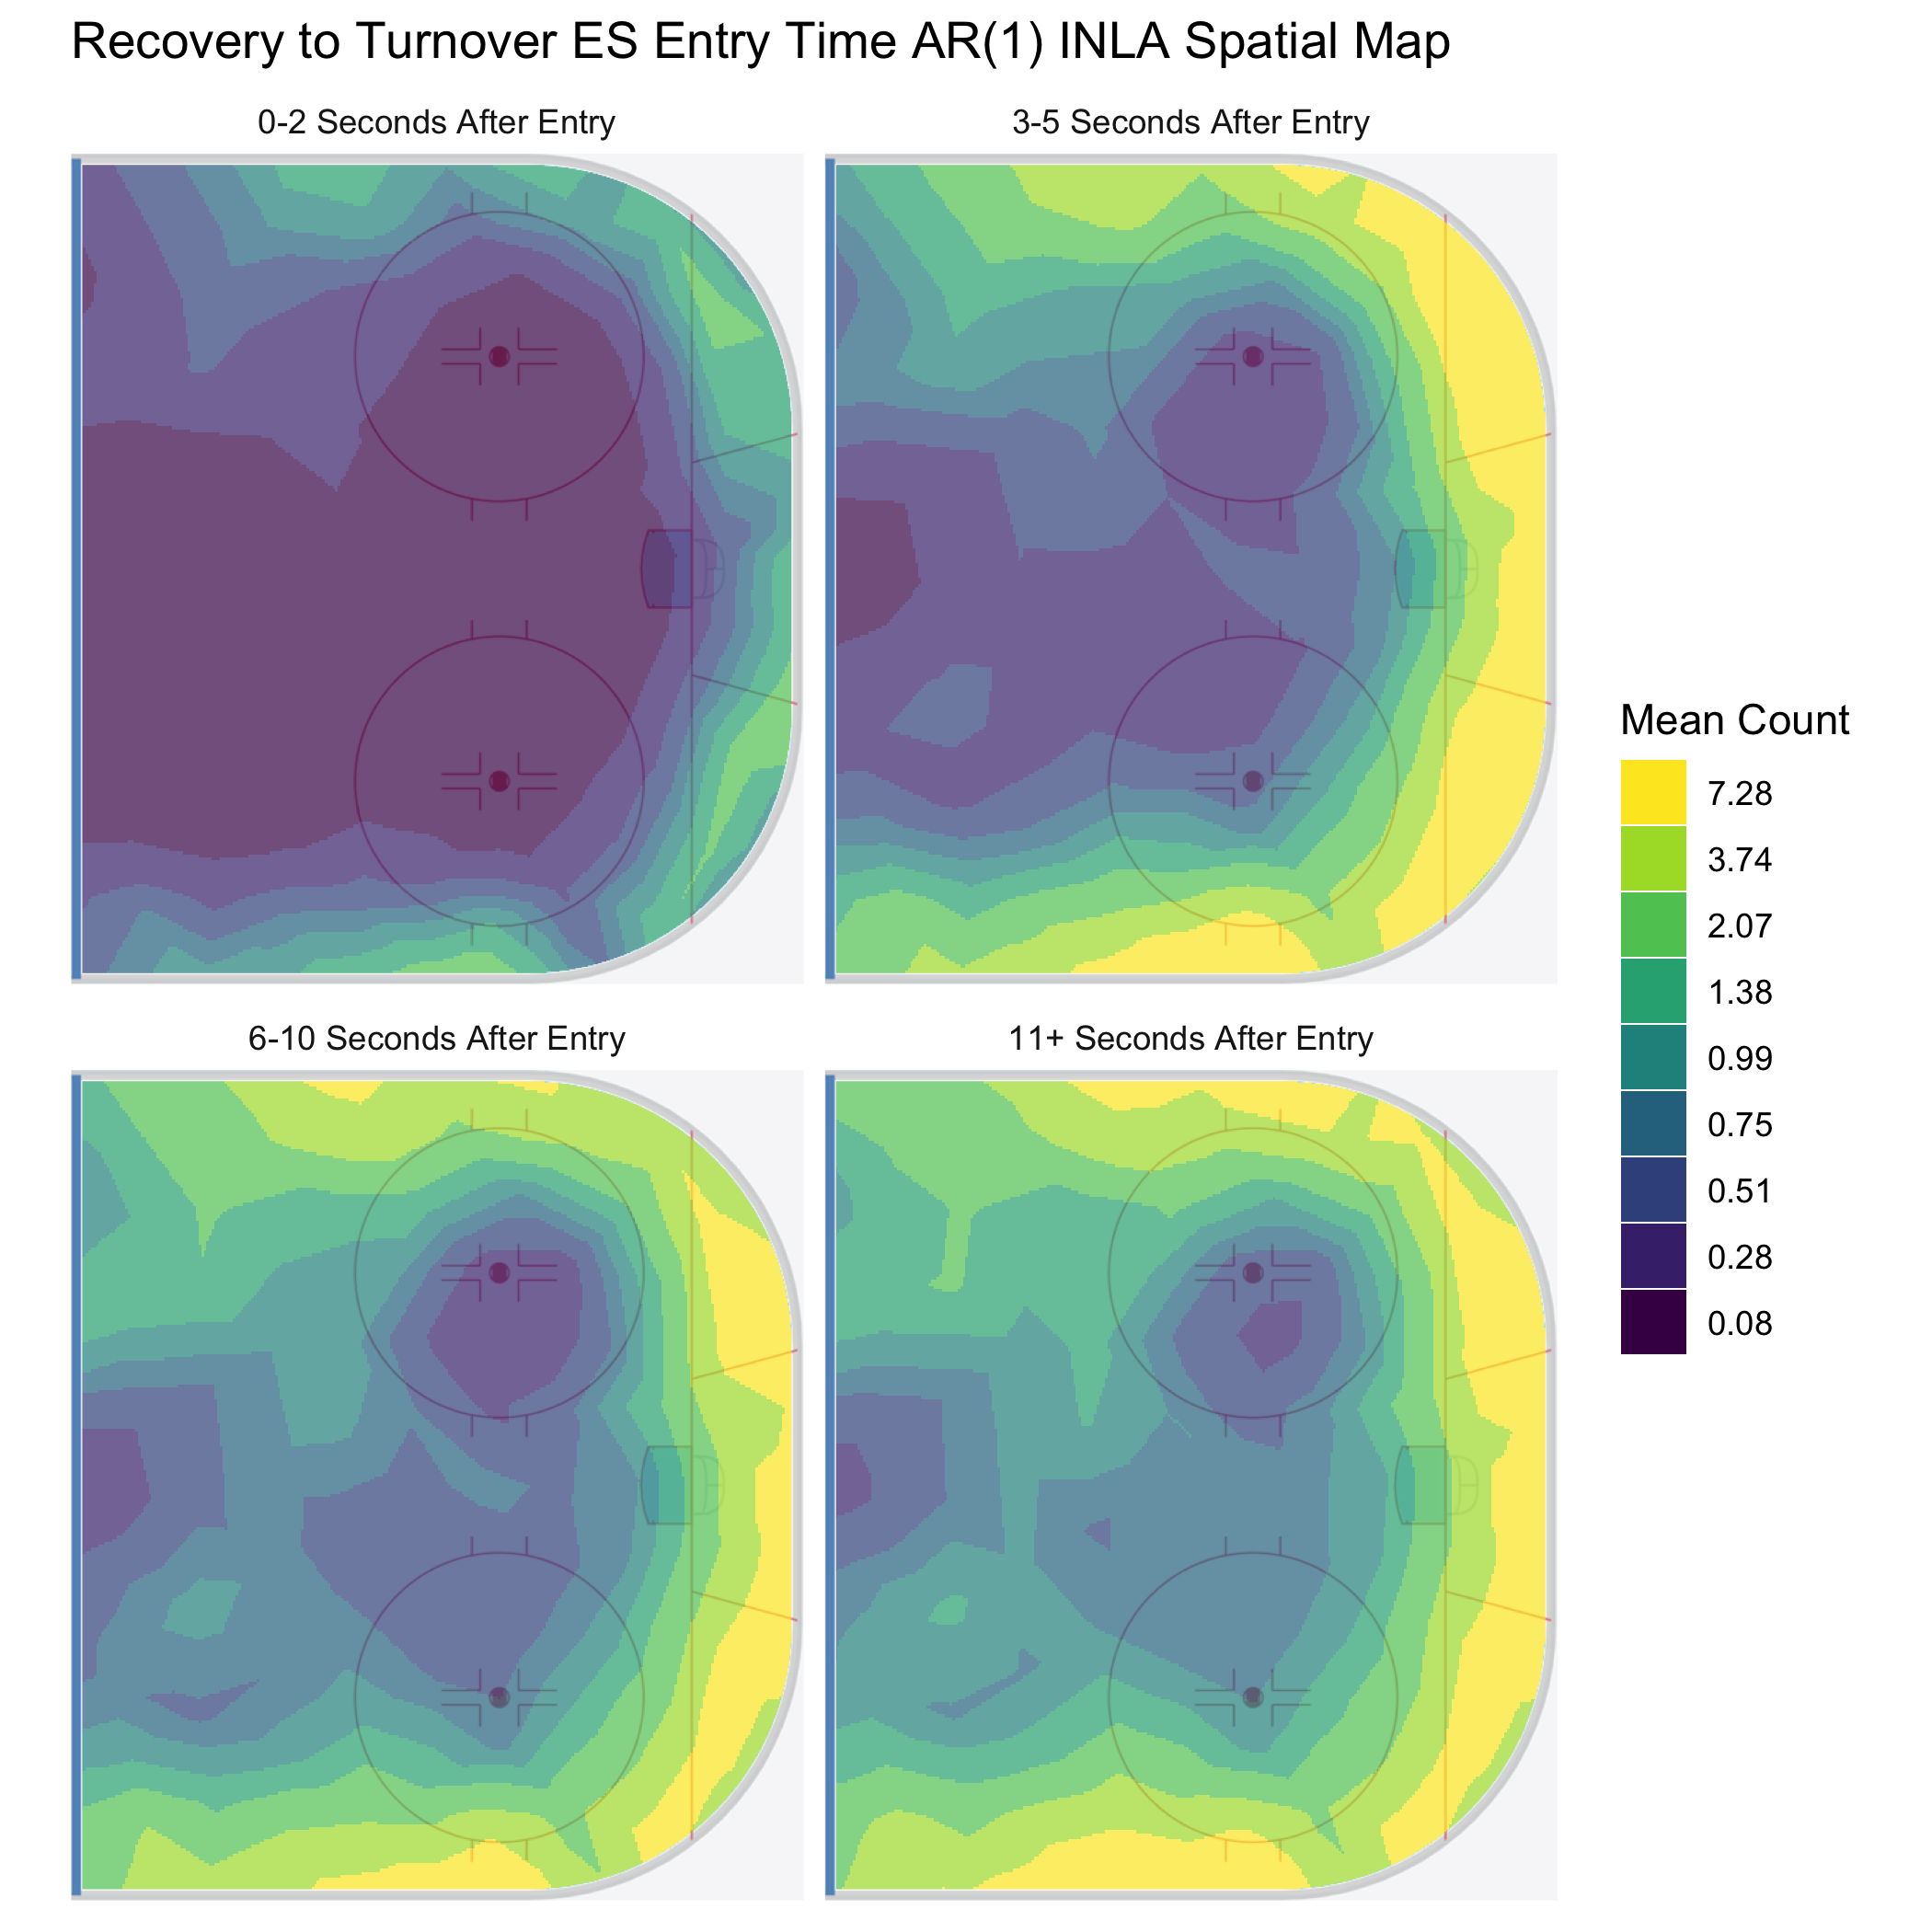 Recovery to Turnover ES Entry Time AR(1) INLA Spatial Map
0-2 Seconds After Entry
3-5 Seconds After Entry
6-10 Seconds After Entry
11+ Seconds After Entry
Mean Count
7.28
3.74
2.07
1.38
0.99
0.75
0.51
0.28
0.08